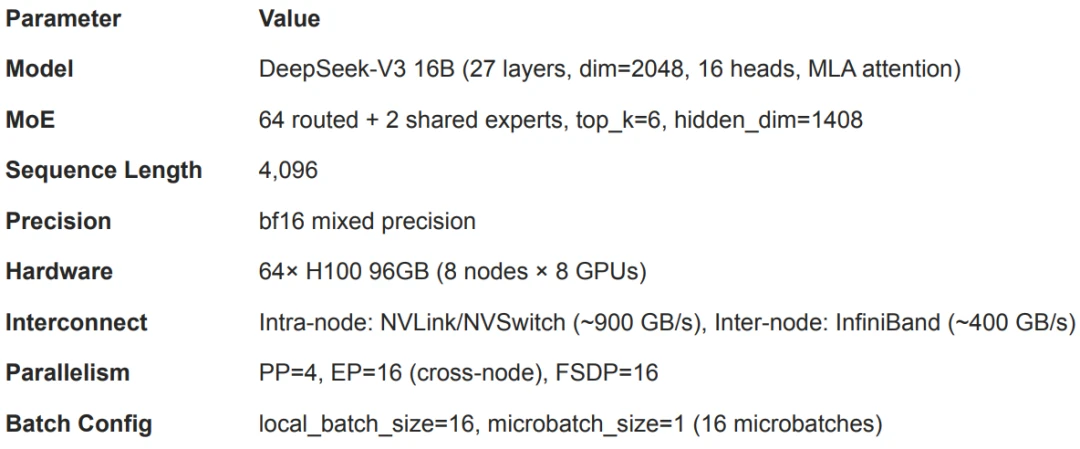 Parameter Value
Model DeepSeek-V3 16B (27 layers, dim=2048, 16 heads, MLA attention)
MoE 64 routed + 2 shared experts, top_k=6, hidden_dim=1408
Sequence Length 4,096
Precision bf16 mixed precision
Hardware 64× H100 96GB (8 nodes × 8 GPUs)
Interconnect Intra-node: NVLink/NVSwitch (~900 GB/s), Inter-node: InfiniBand (~400 GB/s)
Parallelism PP=4, EP=16 (cross-node), FSDP=16
Batch Config local_batch_size=16, microbatch_size=1 (16 microbatches)